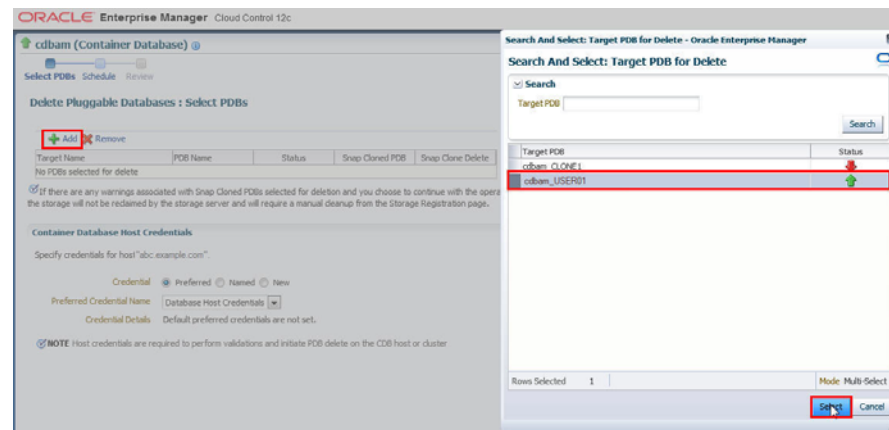 ORACLE Enterprise Manager Cloud Control 12c
cdbam (Container Database)
Select PDBs Schedule Review
Delete Pluggable Databases : Select PDBs
Add Remove
Target Name PDB Name Status Snap Cloned PDB Snap Clone Delete
No PDBs selected for delete
If there are any warnings associated with Snap Cloned PDBs selected for deletion and you choose to continue with the opera
the storage will not be reclaimed by the storage server and will require a manual cleanup from the Storage Registration page.
Container Database Host Credentials
Specify credentials for host"abc.example.com".
Credential Preferred Named New
Preferred Credential Name Database Host Credentials
Credential Details Default preferred credentials are not set.
NOTE Host credentials are required to perform validations and initiate PDB delete on the CDB host or cluster
Search And Select: Target PDB for Delete - Oracle Enterprise Manager
Search And Select: Target PDB for Delete
Search
Target PDB
Search
Target PDB Status
cdbam_CLONE1
cdbam_USER01
Rows Selected 1 Mode Multi-Select
Select Cancel